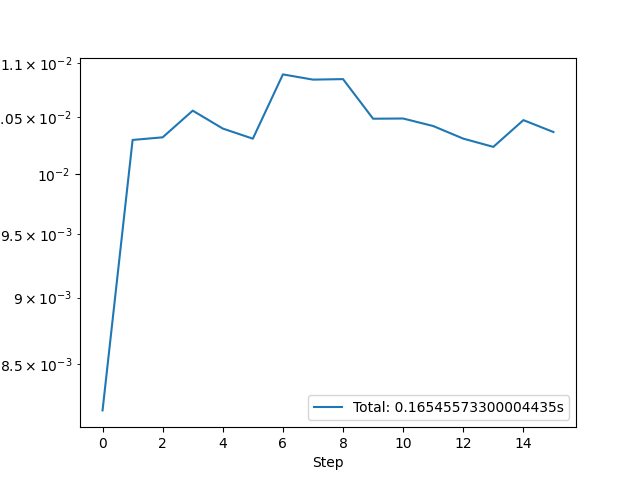 1.1 × 10⁻²
.05 × 10⁻²
10⁻²
9.5 × 10⁻³
9 × 10⁻³
8.5 × 10⁻³
Total: 0.16545573300004435s
0 2 4 6 8 10 12 14
Step